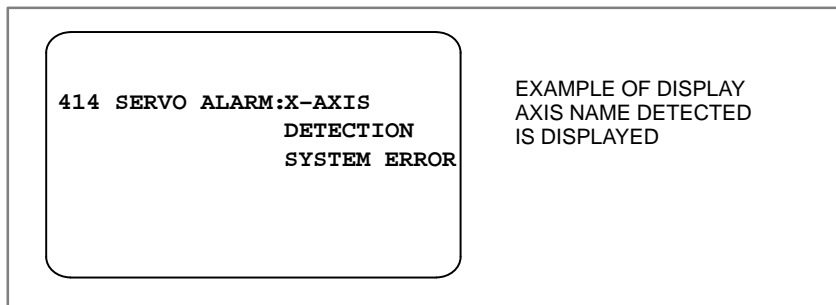 414 SERVO ALARM:X–AXIS
DETECTION
SYSTEM ERROR
EXAMPLE OF DISPLAY
AXIS NAME DETECTED
IS DISPLAYED